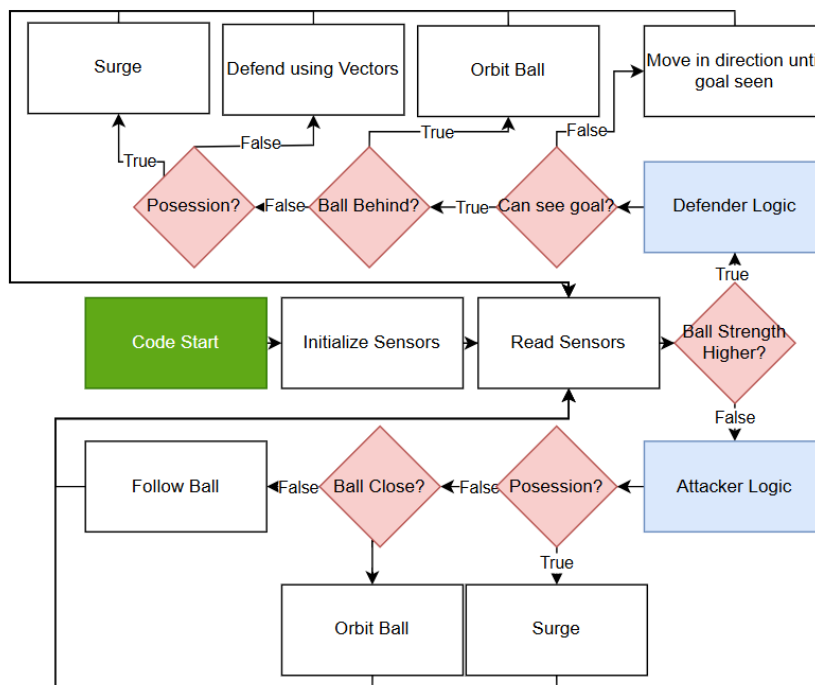 Surge
Defend using Vectors
Orbit Ball
Move in direction until
goal seen
True
False
True
False
Posession?
False
Ball Behind?
True
Can see goal?
Defender Logic
True
Code Start
Initialize Sensors
Read Sensors
Ball Strength
Higher?
False
Follow Ball
False
Ball Close?
False
Posession?
Attacker Logic
True
Orbit Ball
Surge